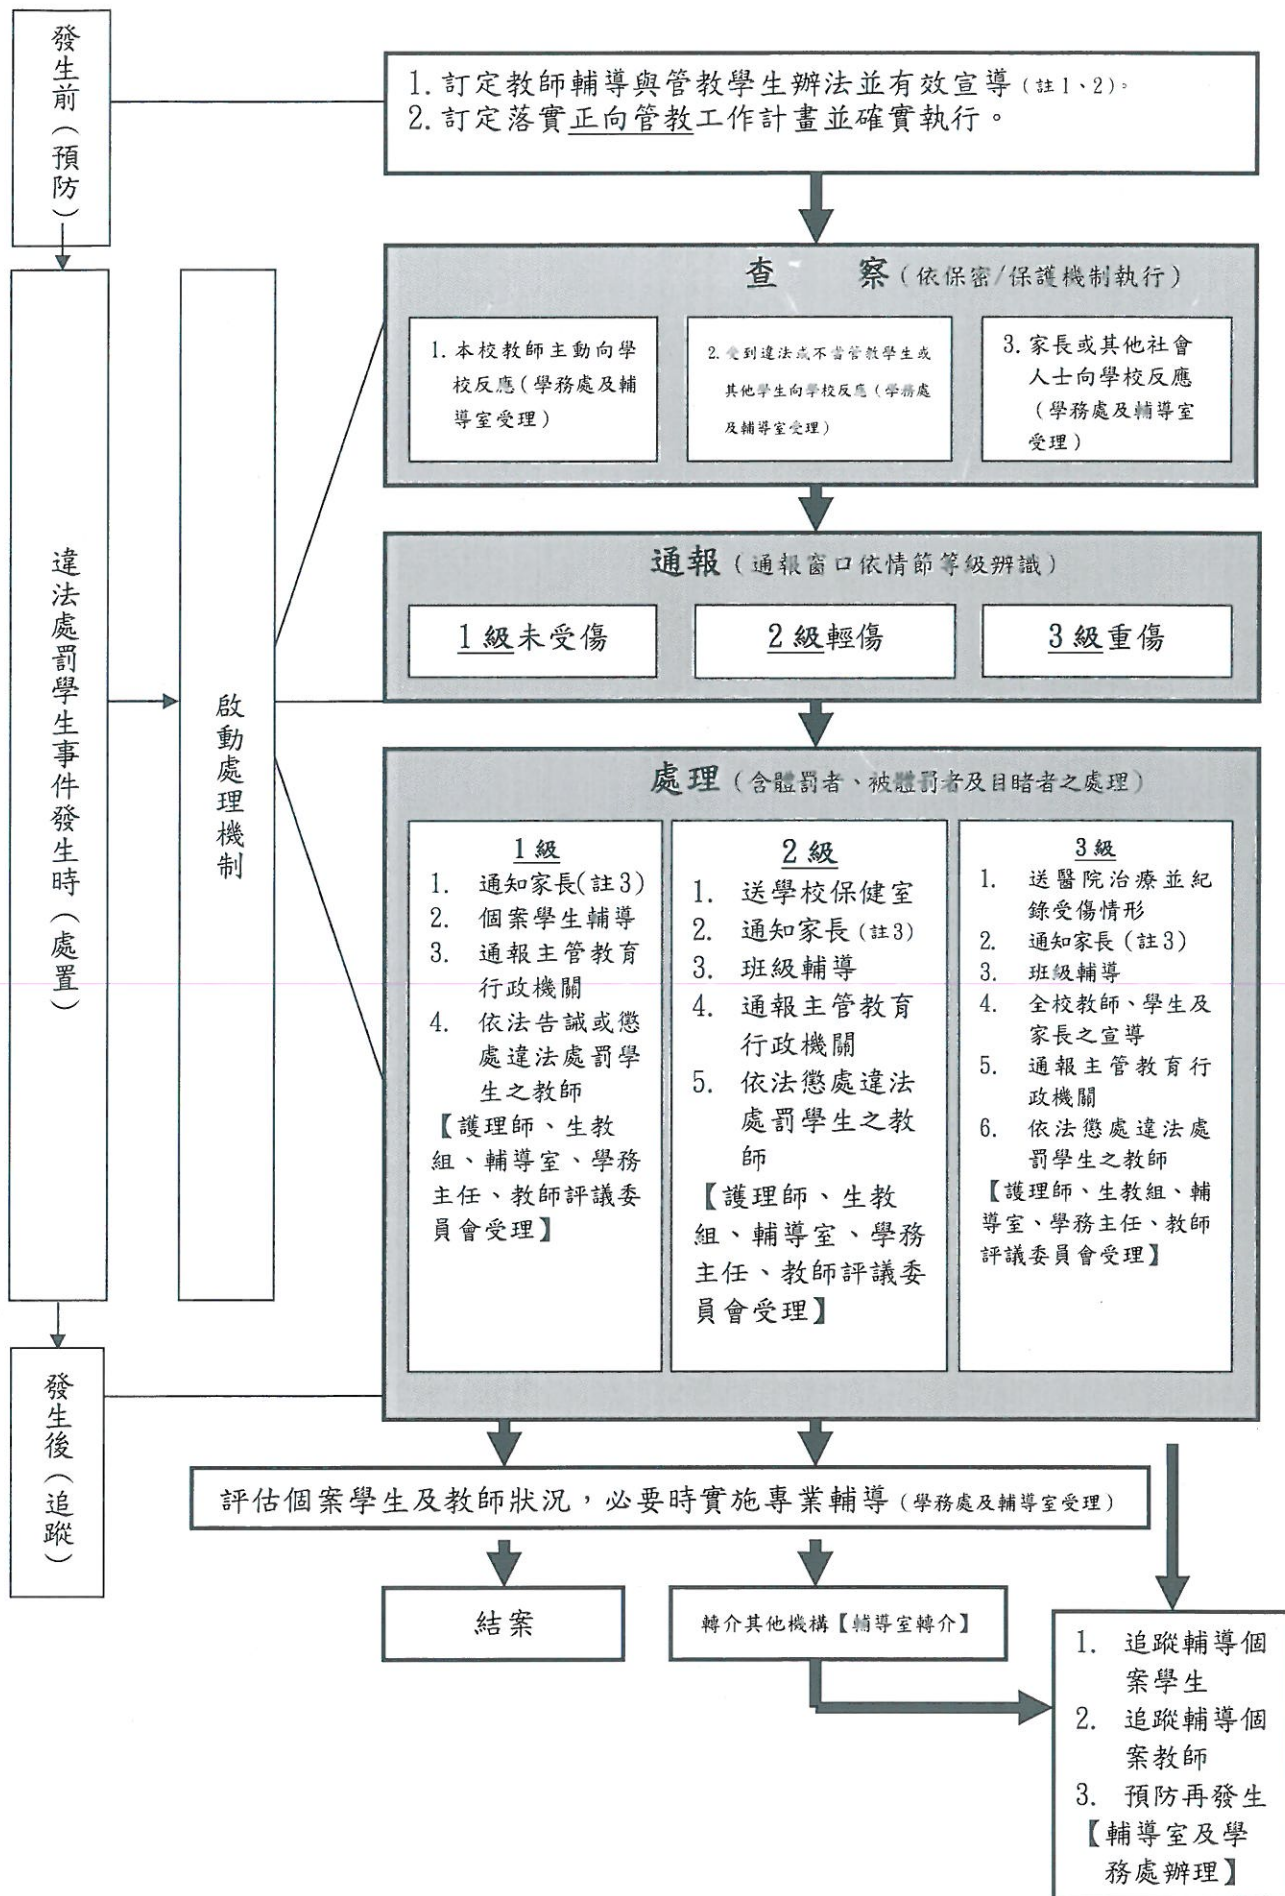 發生前（預防）
1.訂定教師輔導與管教學生辦法並有效宣導(註1、2)。
2.訂定落實正向管教工作計畫並確實執行。
違法處罰學生事件發生時（處置）
啟動處理機制
查 察(依保密/保護機制執行)
1.本校教師主動向學
校反應(學務處及輔
導室受理)
2.受到違法或不當管教學生或
其他學生向學校反應(學務處
及輔導室受理)
3.家長或其他社會
人士向學校反應
(學務處及輔導室
受理)
通報(通報窗口依情節等級辨識)
1級未受傷
2級輕傷
3級重傷
處理(含體罰者、被體罰者及目睹者之處理)
1級
1. 通知家長(註3)
2. 個案學生輔導
3. 通報主管教育
行政機關
4. 依法告誡或懲
處違法處罰學
生之教師
【護理師、生教
組、輔導室、學務
主任、教師評議委
員會受理】
2級
1. 送學校保健室
2. 通知家長(註3)
3. 班級輔導
4. 通報主管教育
行政機關
5. 依法懲處違法
處罰學生之教
師
【護理師、生教
組、輔導室、學務
主任、教師評議委
員會受理】
3級
1. 送醫院治療並紀
錄受傷情形
2. 通知家長(註3)
3. 班級輔導
4. 全校教師、學生及
家長之宣導
5. 通報主管教育行
政機關
6. 依法懲處違法處
罰學生之教師
【護理師、生教組、輔
導室、學務主任、教師
評議委員會受理】
發生後（追蹤）
評估個案學生及教師狀況，必要時實施專業輔導(學務處及輔導室受理)
結案
轉介其他機構【輔導室轉介】
1. 追蹤輔導個
案學生
2. 追蹤輔導個
案教師
3. 預防再發生
【輔導室及學
務處辦理】